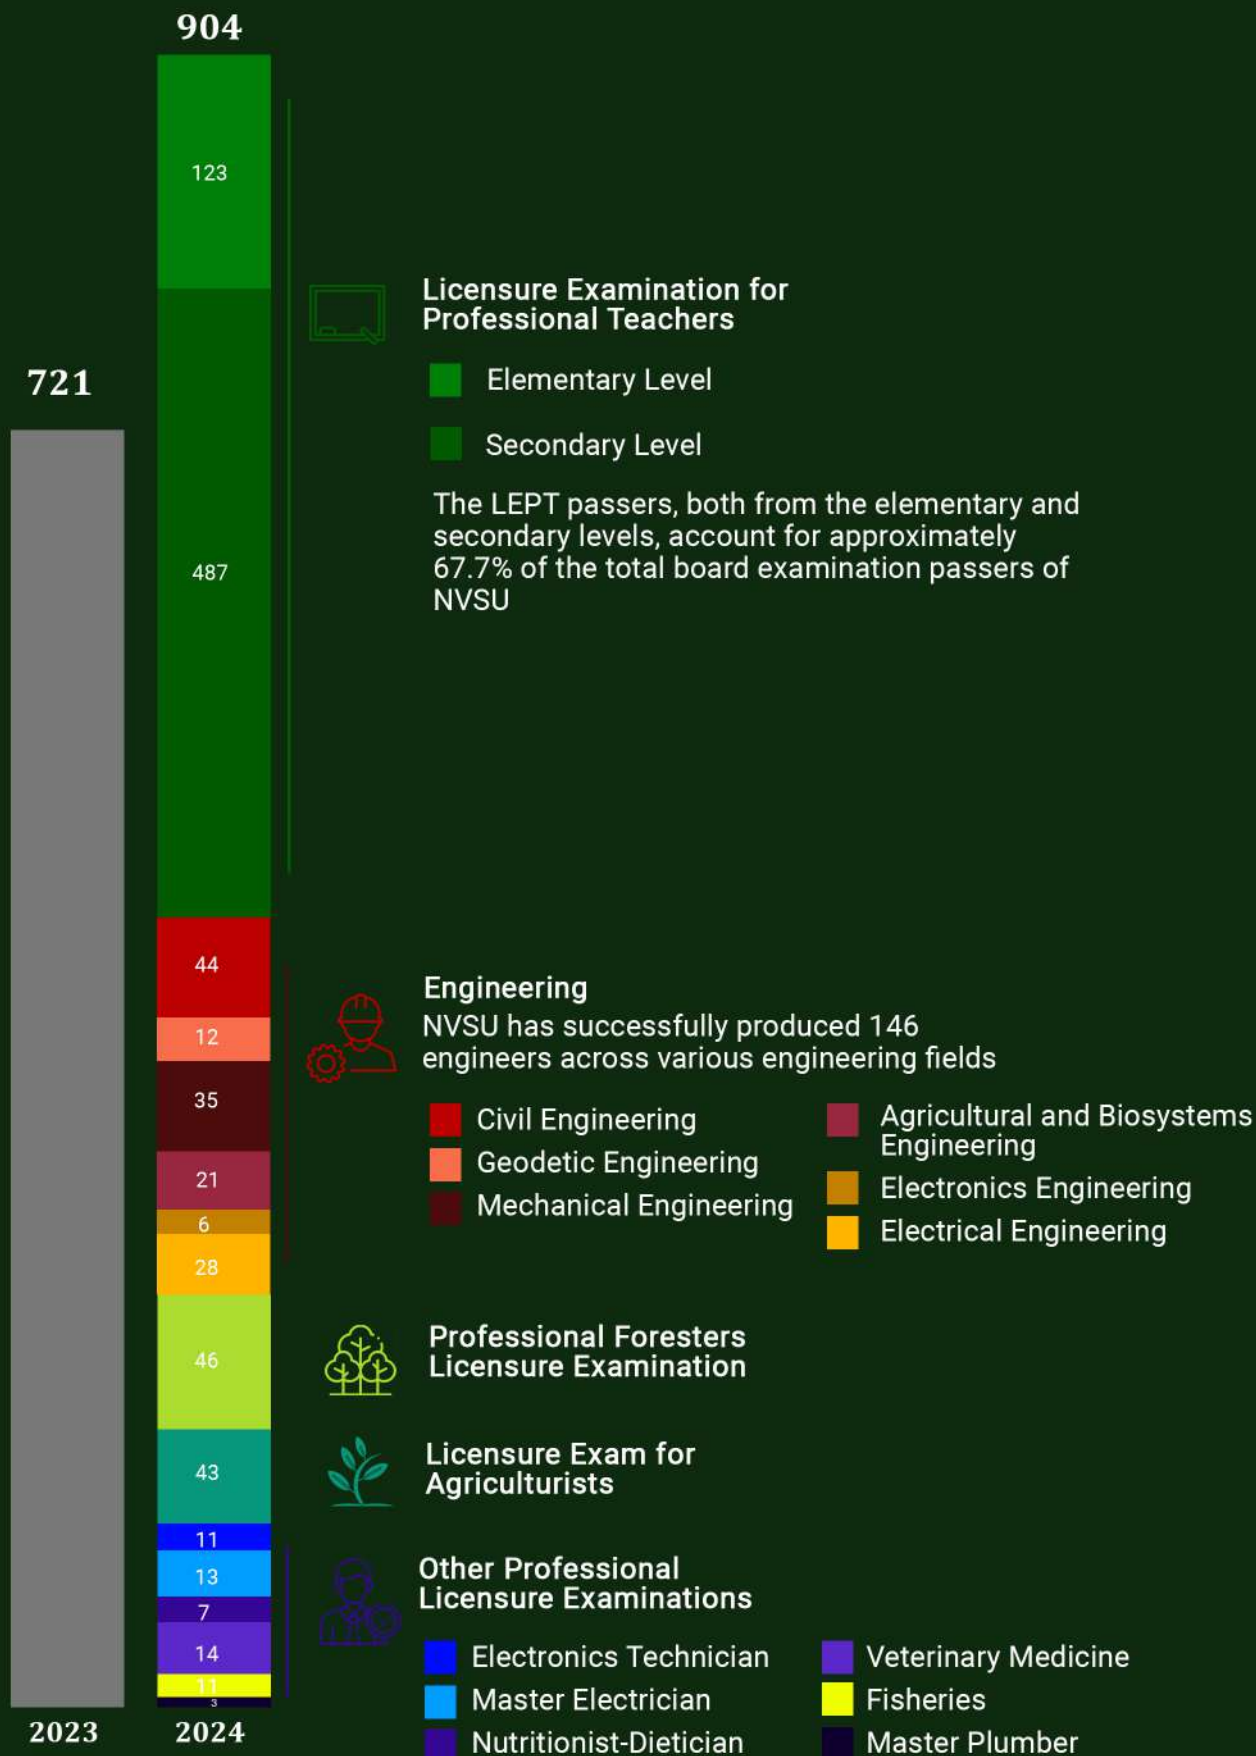 904
123
487
721
Licensure Examination for
Professional Teachers
Elementary Level
Secondary Level
The LEPT passers, both from the elementary and
secondary levels, account for approximately
67.7% of the total board examination passers of
NVSU
44
12
35
21
6
28
Engineering
NVSU has successfully produced 146
engineers across various engineering fields
Civil Engineering
Geodetic Engineering
Mechanical Engineering
Agricultural and Biosystems
Engineering
Electronics Engineering
Electrical Engineering
46
Professional Foresters
Licensure Examination
43
Licensure Exam for
Agriculturists
11
13
7
14
11
3
Other Professional
Licensure Examinations
Electronics Technician
Master Electrician
Nutritionist-Dietician
Veterinary Medicine
Fisheries
Master Plumber
2023
2024